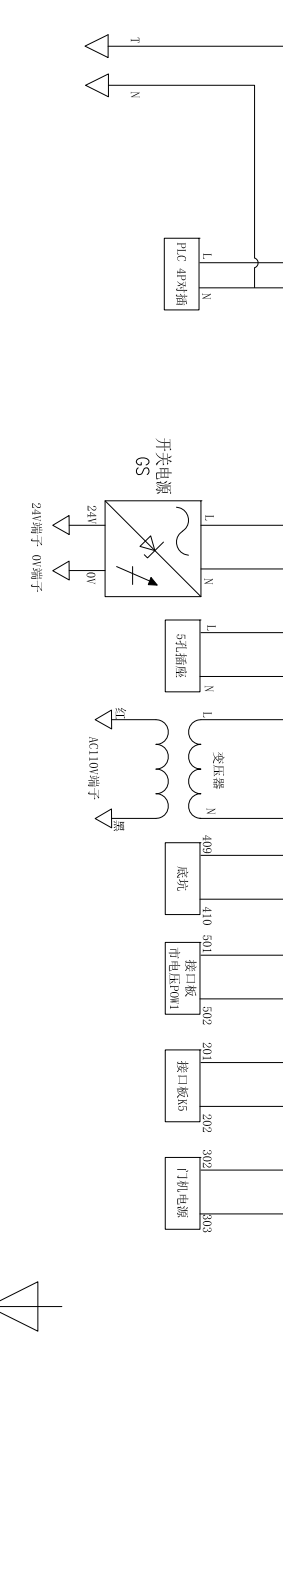 T
N
PLC 4P对插
L
N
开关电源
GS
24V
0V
24V端子
0V端子
L
N
5孔插座
L
N
红
黑
AC110V端子
变压器
L
N
底坑
409
410
接口板
市电压POW1
501
502
接口板K5
201
202
门机电源
302
303